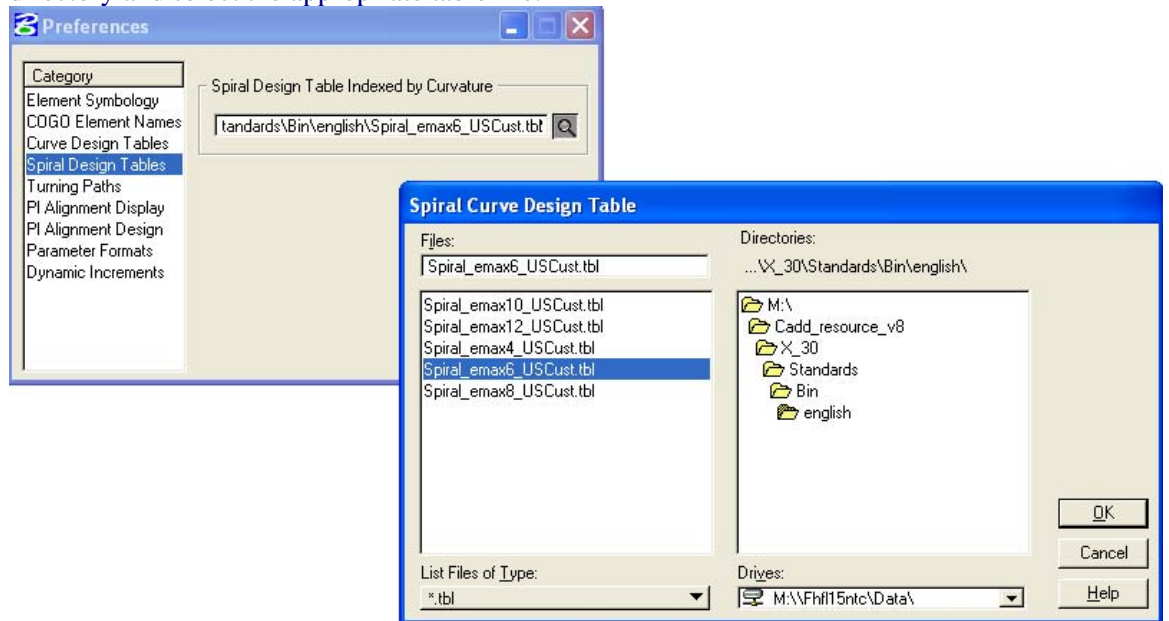 Preferences
Category
Element Symbology
COGO Element Names
Curve Design Tables
Spiral Design Tables
Turning Paths
PI Alignment Display
PI Alignment Design
Parameter Formats
Dynamic Increments
Spiral Design Table Indexed by Curvature
tandards\Bin\english\Spiral_emax6_USCust.tbl
Spiral Curve Design Table
Files:
Spiral_emax6_USCust.tbl
Spiral_emax10_USCust.tbl
Spiral_emax12_USCust.tbl
Spiral_emax4_USCust.tbl
Spiral_emax6_USCust.tbl
Spiral_emax8_USCust.tbl
List Files of Type:
*.tbl
Directories:
...\X_30\Standards\Bin\english\
M:\
Cadd_resource_v8
X_30
Standards
Bin
english
Drives:
M:\\Fhfl15ntc\Data\
OK
Cancel
Help